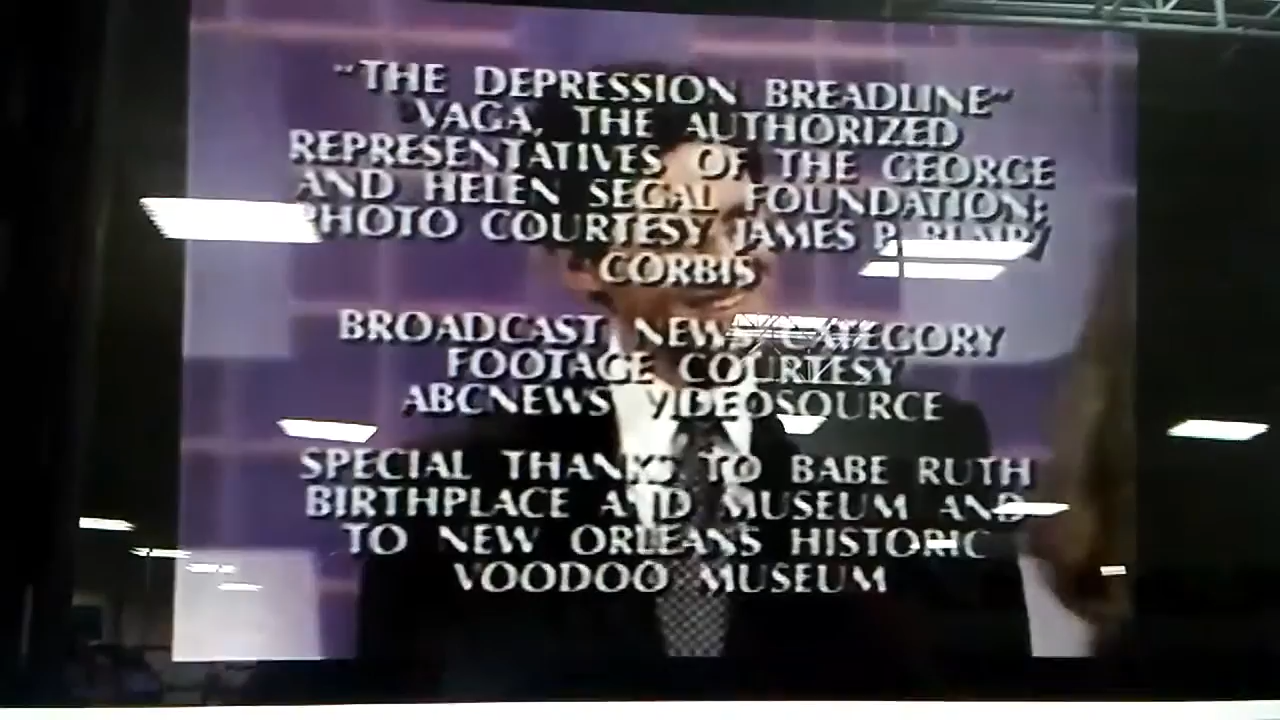 "THE DEPRESSION BREADLINE"
VAGA, THE AUTHORIZED
REPRESENTATIVES OF THE GEORGE
AND HELEN SEGAL FOUNDATION;
PHOTO COURTESY JAMES P. BLAIR/
CORBIS
BROADCAST NEWS CATEGORY
FOOTAGE COURTESY
ABCNEWS VIDEOSOURCE
SPECIAL THANKS TO BABE RUTH
BIRTHPLACE AND MUSEUM AND
TO NEW ORLEANS HISTORIC
VOODOO MUSEUM